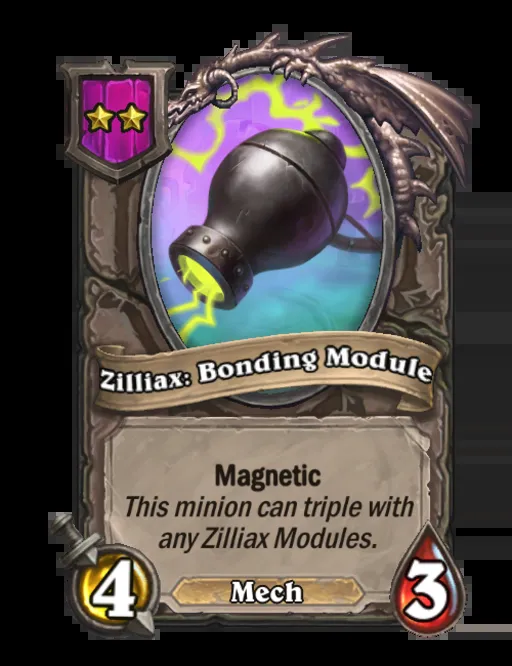 Zilliax: Bonding Module
Magnetic
This minion can triple with
any Zilliax Modules.
4
Mech
3